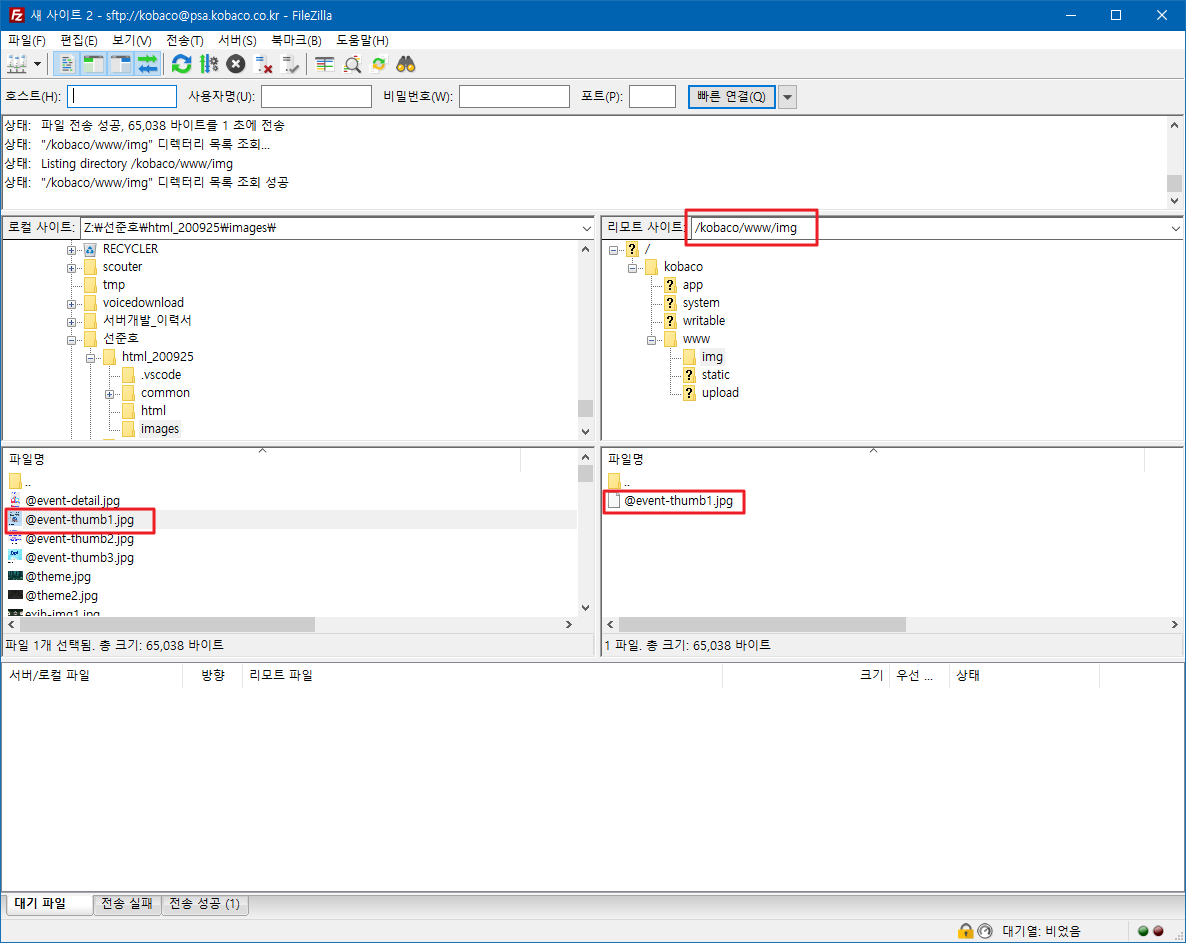 새 사이트 2 - sftp://kobaco@psa.kobaco.co.kr - FileZilla
파일(F) 편집(E) 보기(V) 전송(T) 서버(S) 북마크(B) 도움말(H)
호스트(H): 사용자명(U): 비밀번호(W): 포트(P): 빠른 연결(Q)
상태: 파일 전송 성공, 65,038 바이트를 1 초에 전송
상태: "/kobaco/www/img" 디렉터리 목록 조회...
상태: Listing directory /kobaco/www/img
상태: "/kobaco/www/img" 디렉터리 목록 조회 성공
로컬 사이트: Z:₩선준호₩html_200925₩images₩
RECYCLER
scouter
tmp
voicedownload
서버개발_이력서
선준호
html_200925
.vscode
common
html
images
리모트 사이트: /kobaco/www/img
/
kobaco
app
system
writable
www
img
static
upload
파일명
..
@event-detail.jpg
@event-thumb1.jpg
@event-thumb2.jpg
@event-thumb3.jpg
@theme.jpg
@theme2.jpg
exih-img1.jpg
파일 1개 선택됨. 총 크기: 65,038 바이트
파일명
..
@event-thumb1.jpg
1 파일. 총 크기: 65,038 바이트
서버/로컬 파일 방향 리모트 파일 크기 우선 ... 상태
대기 파일 전송 실패 전송 성공 (1)
대기열: 비었음